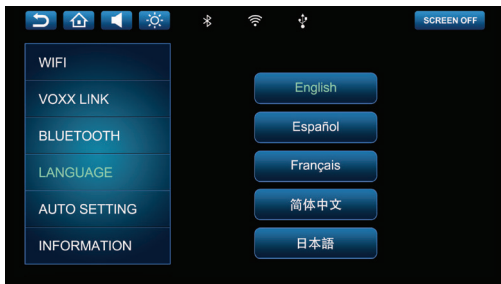 SCREEN OFF
WIFI
VOXX LINK
BLUETOOTH
LANGUAGE
AUTO SETTING
INFORMATION
English
Español
Français
简体中文
日本語